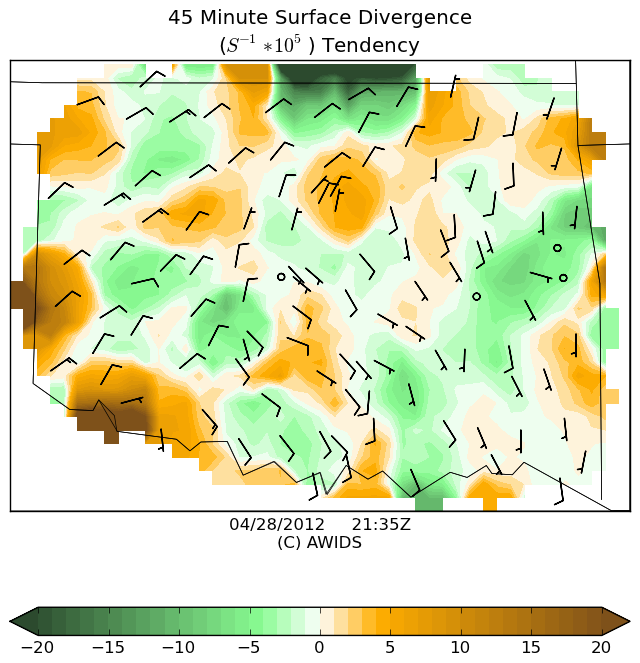 45 Minute Surface Divergence
(S⁻¹ * 10⁵ ) Tendency
04/28/2012 21:35Z
(C) AWIDS
−20 −15 −10 −5 0 5 10 15 20